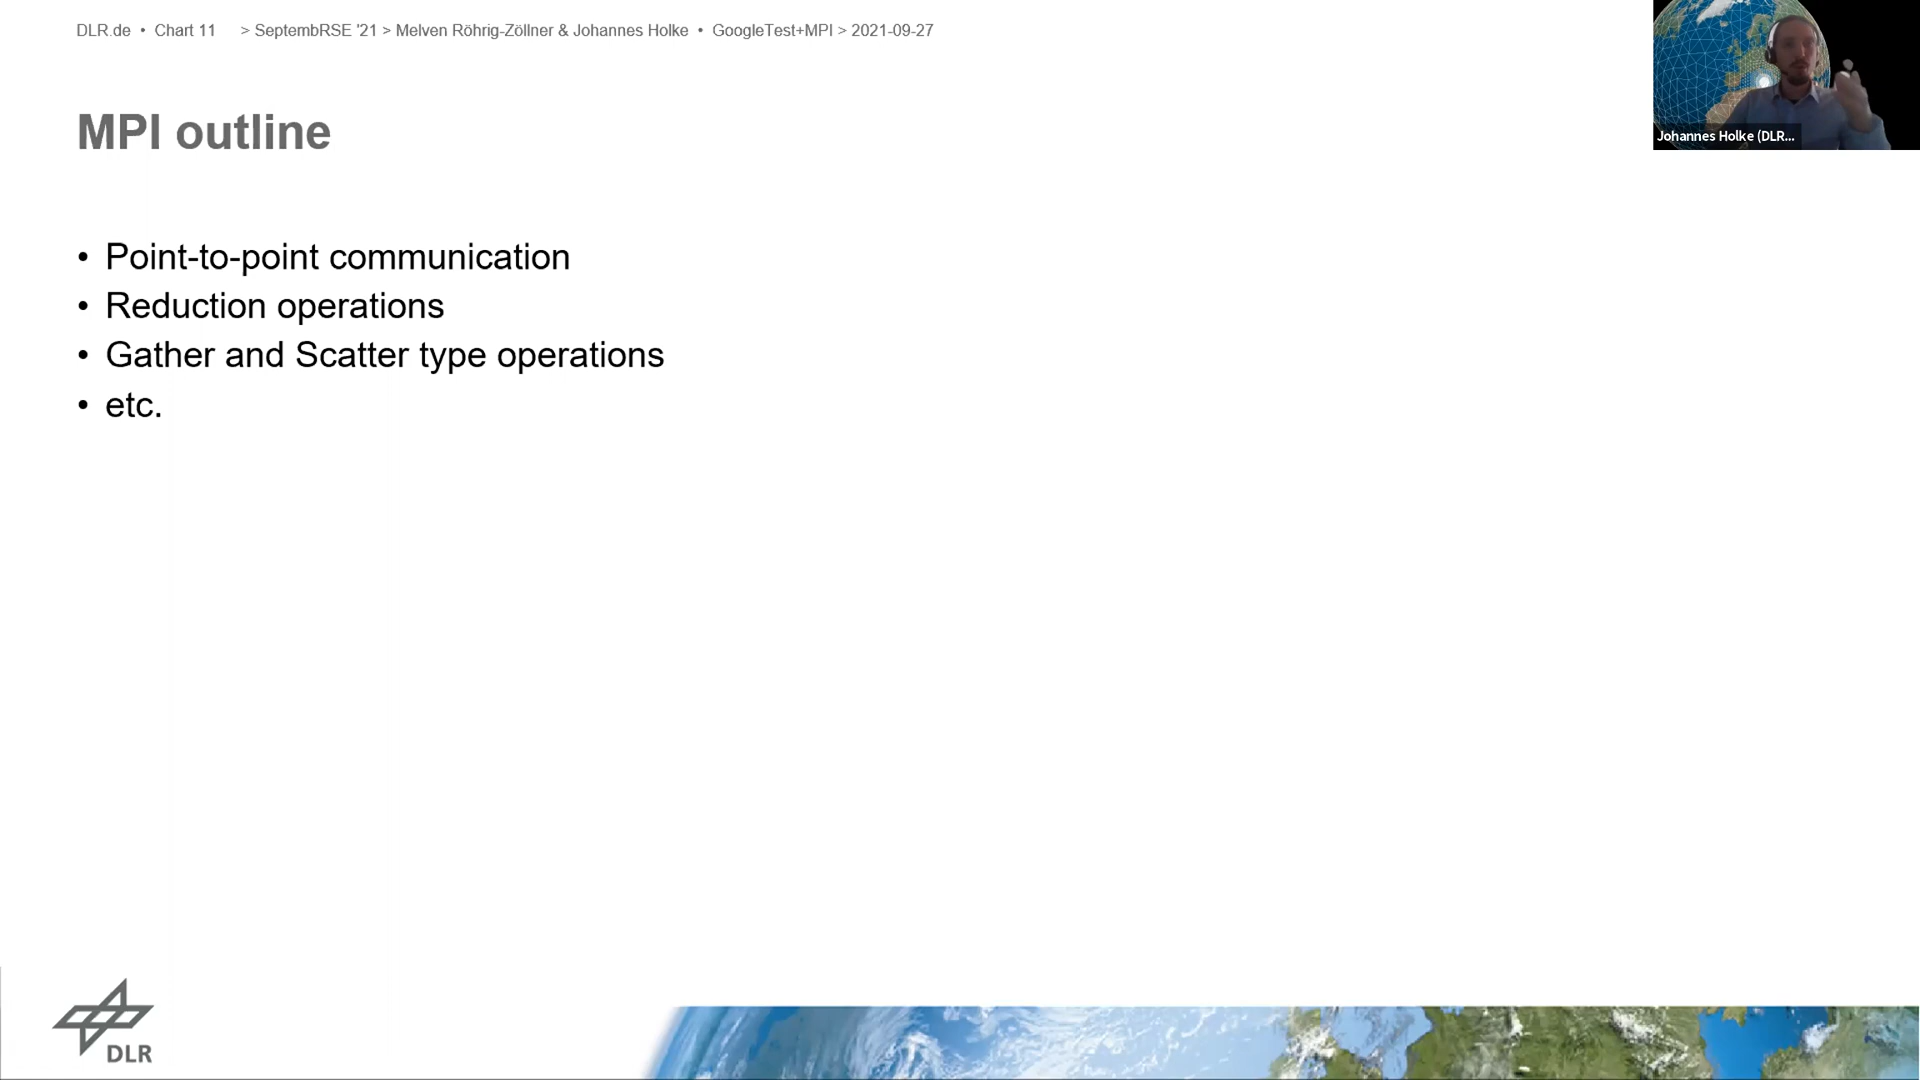 DLR.de • Chart 11 > SeptembRSE '21 > Melven Röhrig-Zöllner & Johannes Holke • GoogleTest+MPI > 2021-09-27
Johannes Holke (DLR...
MPI outline
• Point-to-point communication
• Reduction operations
• Gather and Scatter type operations
• etc.
DLR